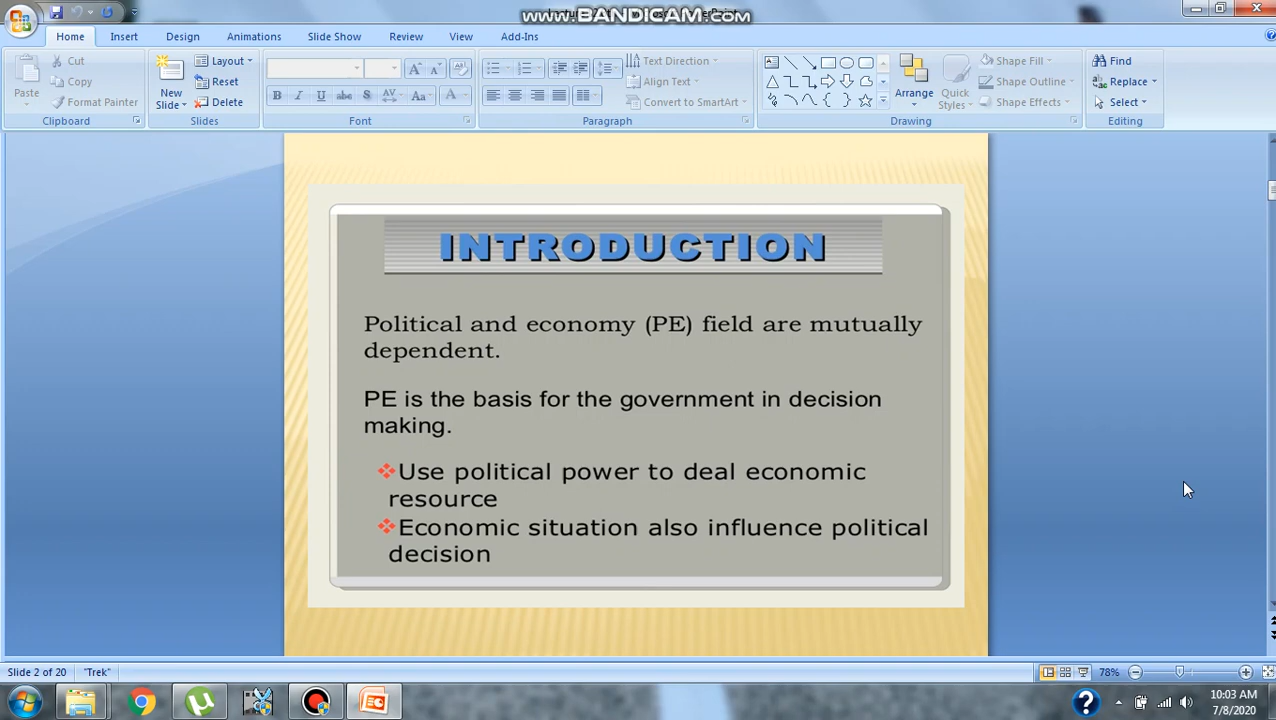 www.BANDICAM.com
Home Insert Design Animations Slide Show Review View Add-Ins
Paste
Cut
Copy
Format Painter
Clipboard
New Slide
Layout
Reset
Delete
Slides
B I U abc S AV Aa A
Font
Paragraph
Text Direction
Align Text
Convert to SmartArt
Drawing
Arrange
Quick Styles
Shape Fill
Shape Outline
Shape Effects
Find
Replace
Select
Editing
INTRODUCTION
Political and economy (PE) field are mutually
dependent.
PE is the basis for the government in decision
making.
Use political power to deal economic
resource
Economic situation also influence political
decision
Slide 2 of 20 "Trek" 78%
10:03 AM
7/8/2020